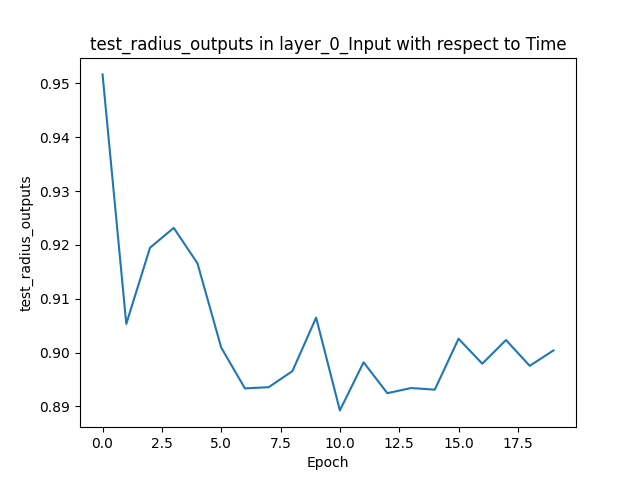 test_radius_outputs in layer_0_Input with respect to Time
0.95
0.94
0.93
0.92
0.91
0.90
0.89
test_radius_outputs
0.0 2.5 5.0 7.5 10.0 12.5 15.0 17.5
Epoch